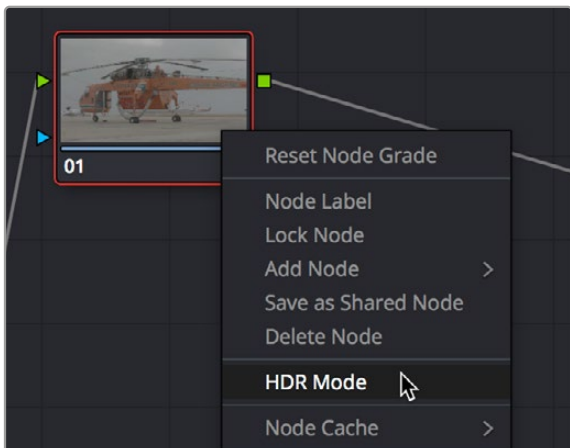 01
Reset Node Grade
Node Label
Lock Node
Add Node >
Save as Shared Node
Delete Node
HDR Mode
Node Cache >